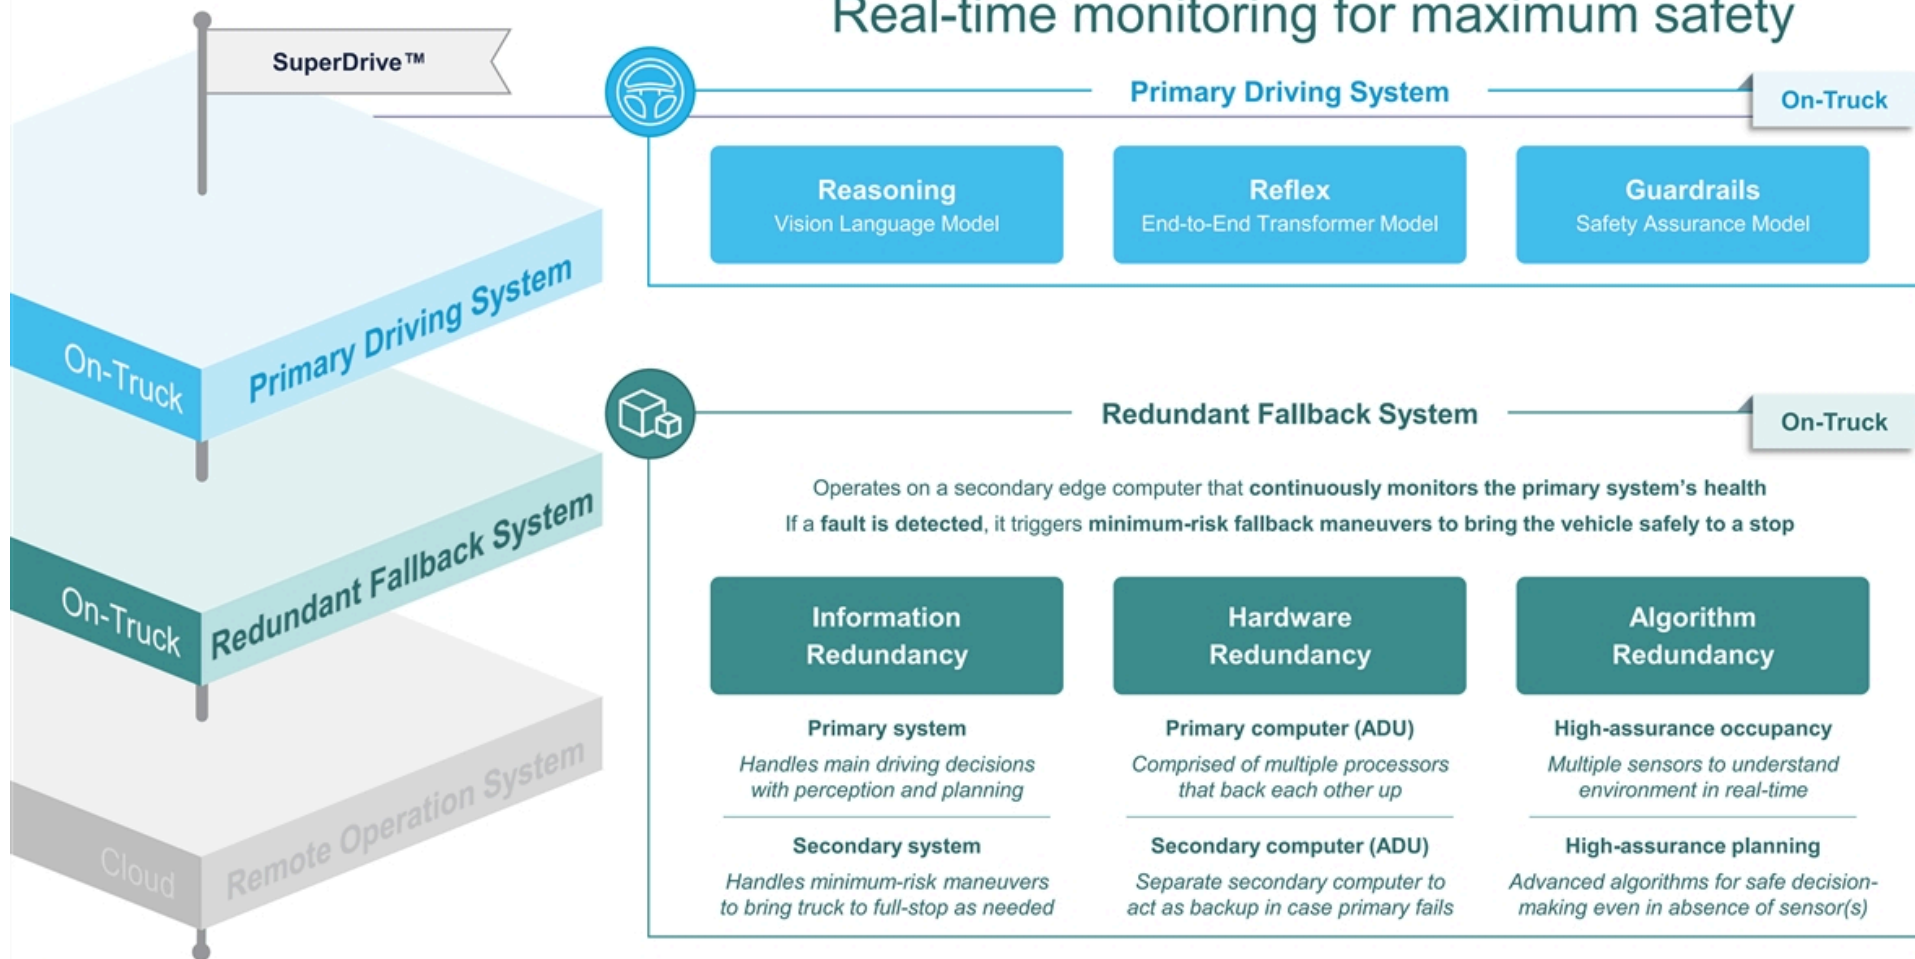 Real-time monitoring for maximum safety
SuperDrive™
On-Truck
Primary Driving System
On-Truck
Redundant Fallback System
Cloud
Remote Operation System
Primary Driving System
On-Truck
Reasoning
Vision Language Model
Reflex
End-to-End Transformer Model
Guardrails
Safety Assurance Model
Redundant Fallback System
On-Truck
Operates on a secondary edge computer that continuously monitors the primary system's health
If a fault is detected, it triggers minimum-risk fallback maneuvers to bring the vehicle safely to a stop
Information
Redundancy
Primary system
Handles main driving decisions
with perception and planning
Secondary system
Handles minimum-risk maneuvers
to bring truck to full-stop as needed
Hardware
Redundancy
Primary computer (ADU)
Comprised of multiple processors
that back each other up
Secondary computer (ADU)
Separate secondary computer to
act as backup in case primary fails
Algorithm
Redundancy
High-assurance occupancy
Multiple sensors to understand
environment in real-time
High-assurance planning
Advanced algorithms for safe decision-
making even in absence of sensor(s)